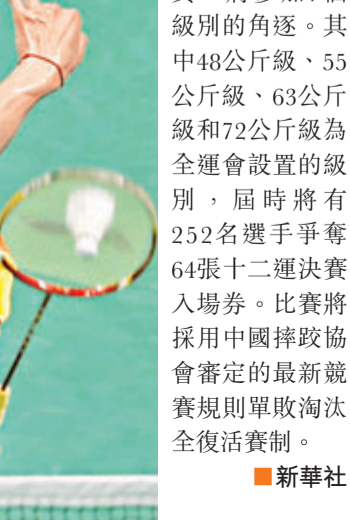 級別的角逐。其
中48公斤級、55
公斤級、63公斤
級和72公斤級為
全運會設置的級
別，屆時將有
252名選手爭奪
64張十二運決賽
入場券。比賽將
採用中國摔跤協
會審定的最新競
賽規則單敗淘汰
全復活賽制。
■新華社